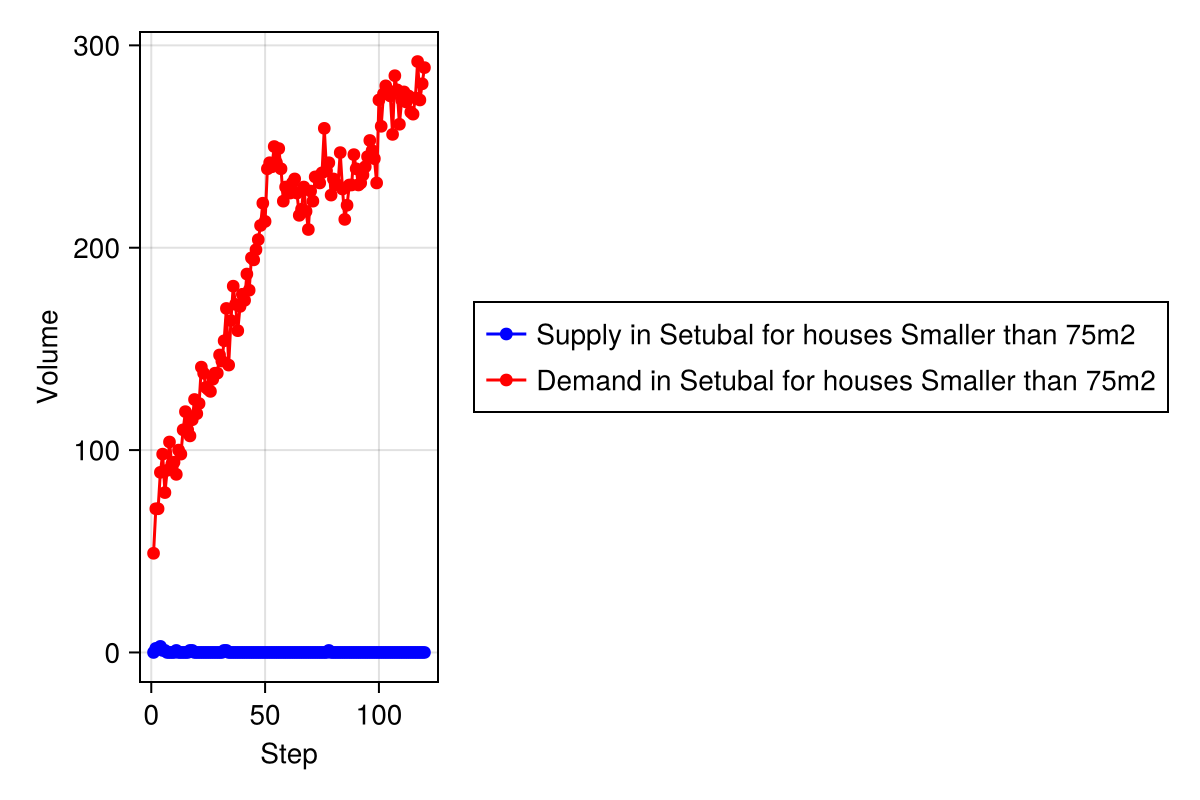 300
200
100
0
Volume
0 50 100
Step
Supply in Setubal for houses Smaller than 75m2
Demand in Setubal for houses Smaller than 75m2